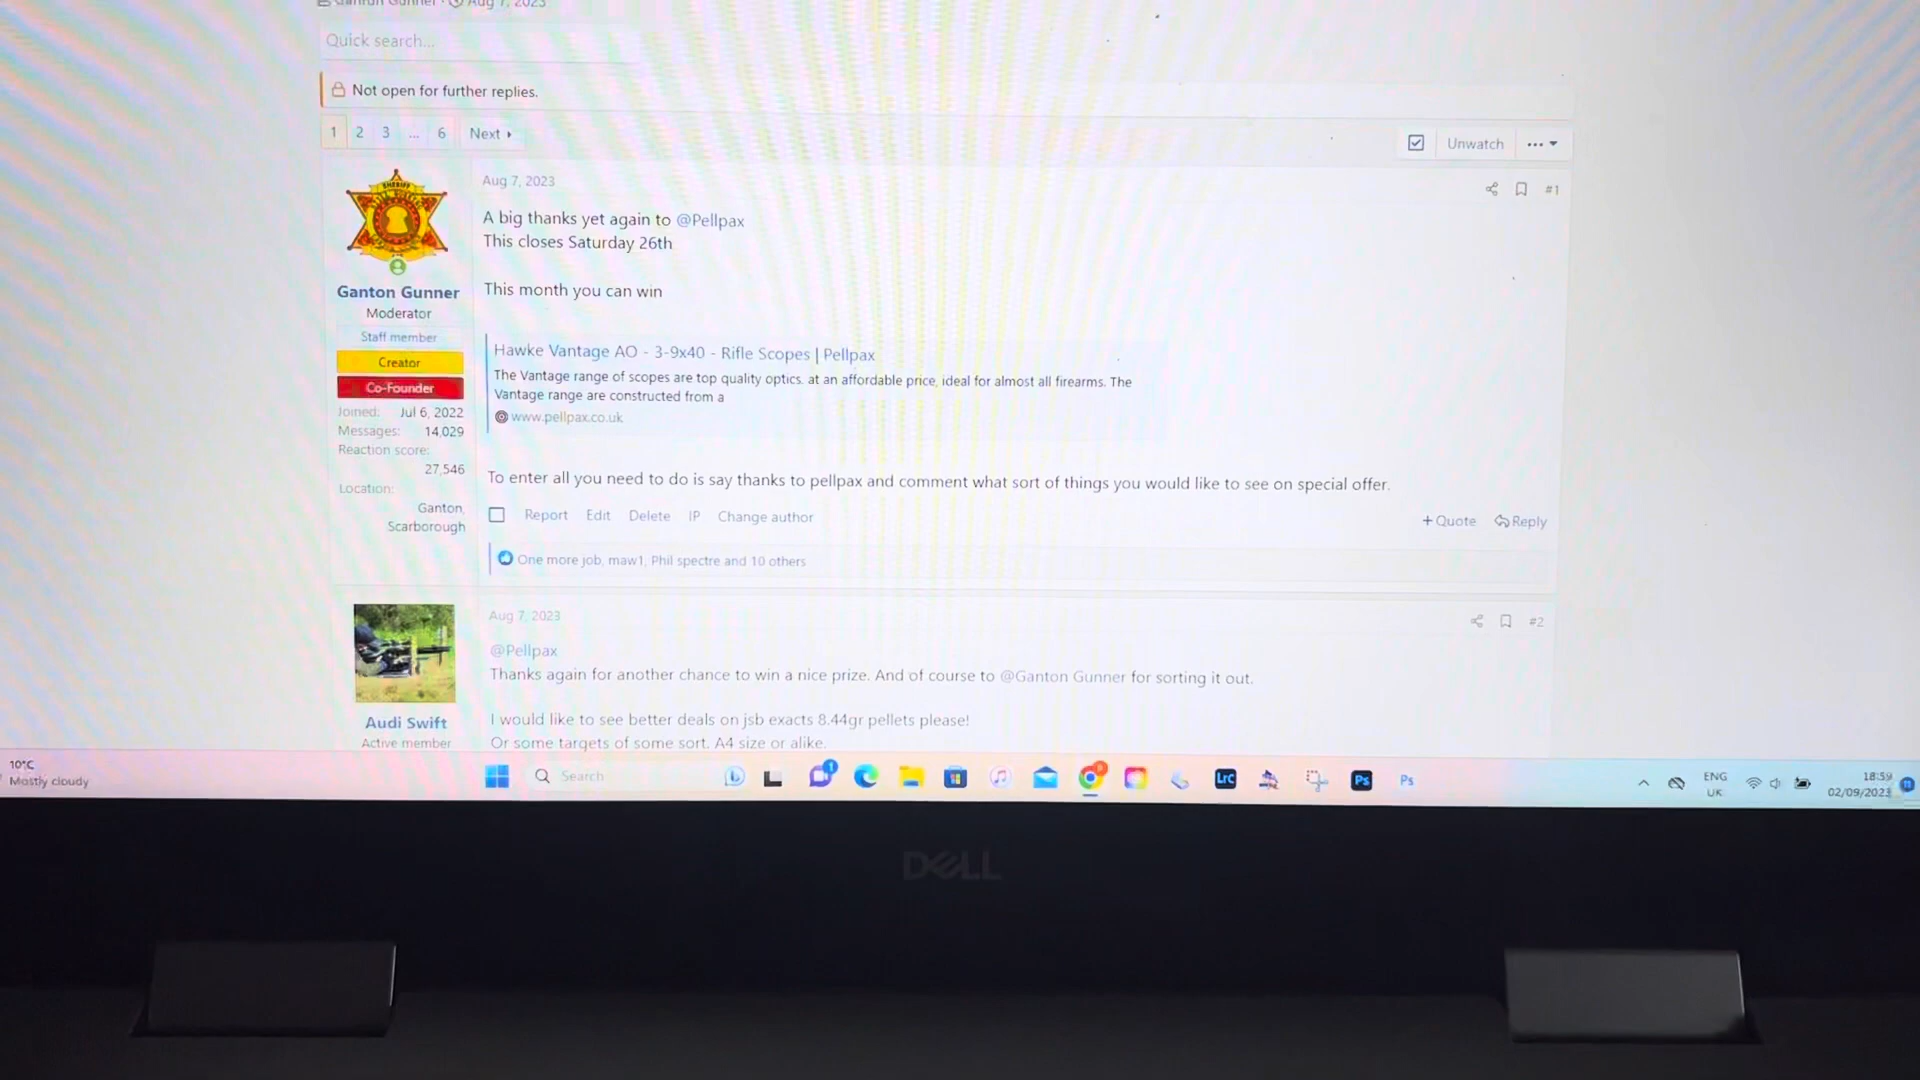 Ganton Gunner · Aug 7, 2023
Quick search...
Not open for further replies.
1 2 3 ... 6 Next
Unwatch
SHERIFF
Aug 7, 2023
#1
A big thanks yet again to @Pellpax
This closes Saturday 26th
This month you can win
Ganton Gunner
Moderator
Staff member
Creator
Co-Founder
Joined: Jul 6, 2022
Messages: 14,029
Reaction score:
27,546
Location:
Ganton,
Scarborough
Hawke Vantage AO - 3-9x40 - Rifle Scopes | Pellpax
The Vantage range of scopes are top quality optics. at an affordable price, ideal for almost all firearms. The
Vantage range are constructed from a
www.pellpax.co.uk
To enter all you need to do is say thanks to pellpax and comment what sort of things you would like to see on special offer.
Report Edit Delete IP Change author
+ Quote Reply
One more job, maw1, Phil spectre and 10 others
Aug 7, 2023
#2
@Pellpax
Thanks again for another chance to win a nice prize. And of course to @Ganton Gunner for sorting it out.
I would like to see better deals on jsb exacts 8.44gr pellets please!
Or some targets of some sort. A4 size or alike.
Audi Swift
Active member
10°C
Mostly cloudy
Search
1
LrC
Ps
Ps
ENG
UK
18:59
02/09/2023
DELL